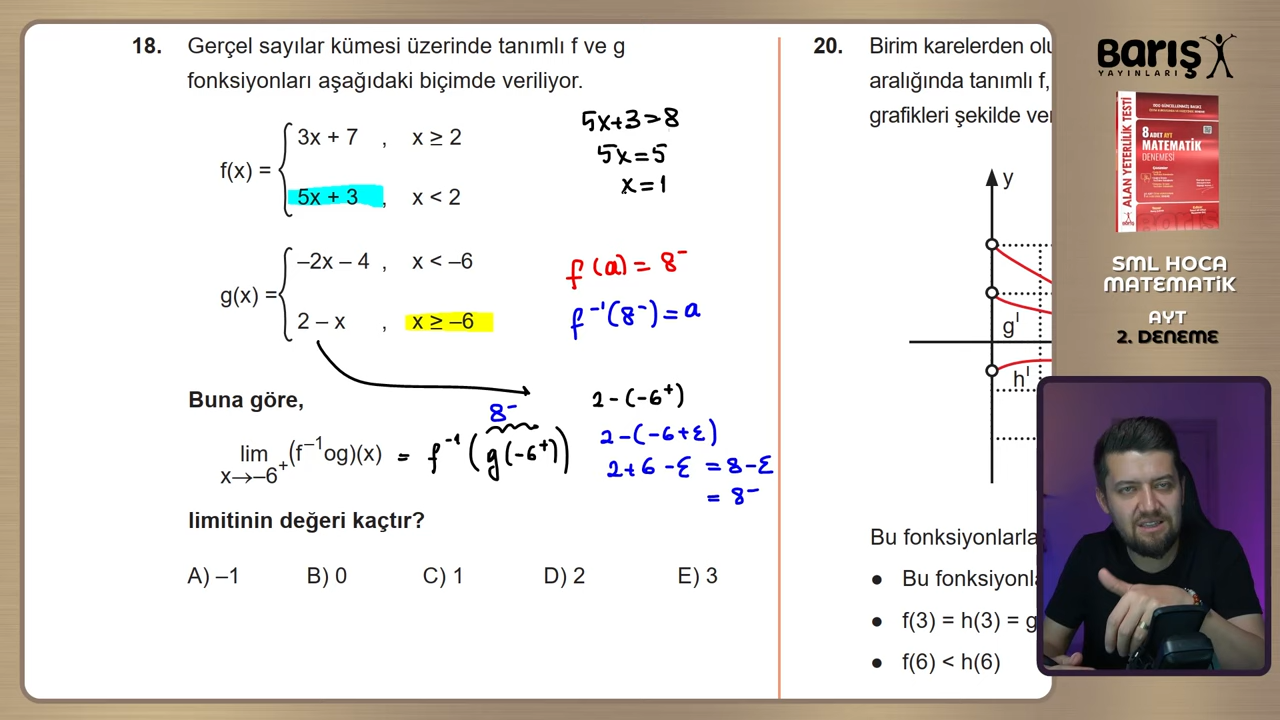 18. Gerçel sayılar kümesi üzerinde tanımlı f ve g
fonksiyonları aşağıdaki biçimde veriliyor.
f(x) =
3x + 7 , x ≥ 2
5x + 3 , x < 2
g(x) =
–2x – 4 , x < –6
2 – x , x ≥ –6
5x+3=8
5x=5
x=1
f(a) = 8⁻
f⁻¹(8⁻) = a
Buna göre,
lim (f⁻¹og)(x) = f⁻¹(g(-6⁺))
x→–6⁺
8⁻
2-(-6⁺)
2-(-6+ε)
2+6-ε = 8-ε
= 8⁻
limitinin değeri kaçtır?
A) –1 B) 0 C) 1 D) 2 E) 3
20. Birim karelerden olu
aralığında tanımlı f,
grafikleri şekilde ver
y
g'
h'
Bu fonksiyonlarla
• Bu fonksiyonl
• f(3) = h(3) = g
• f(6) < h(6)
BARIŞ
YAYINLARI
ALAN YETERLİLİK TESTİ
8 ADET AYT
MATEMATİK
DENEMESİ
SML HOCA
MATEMATİK
AYT
2. DENEME